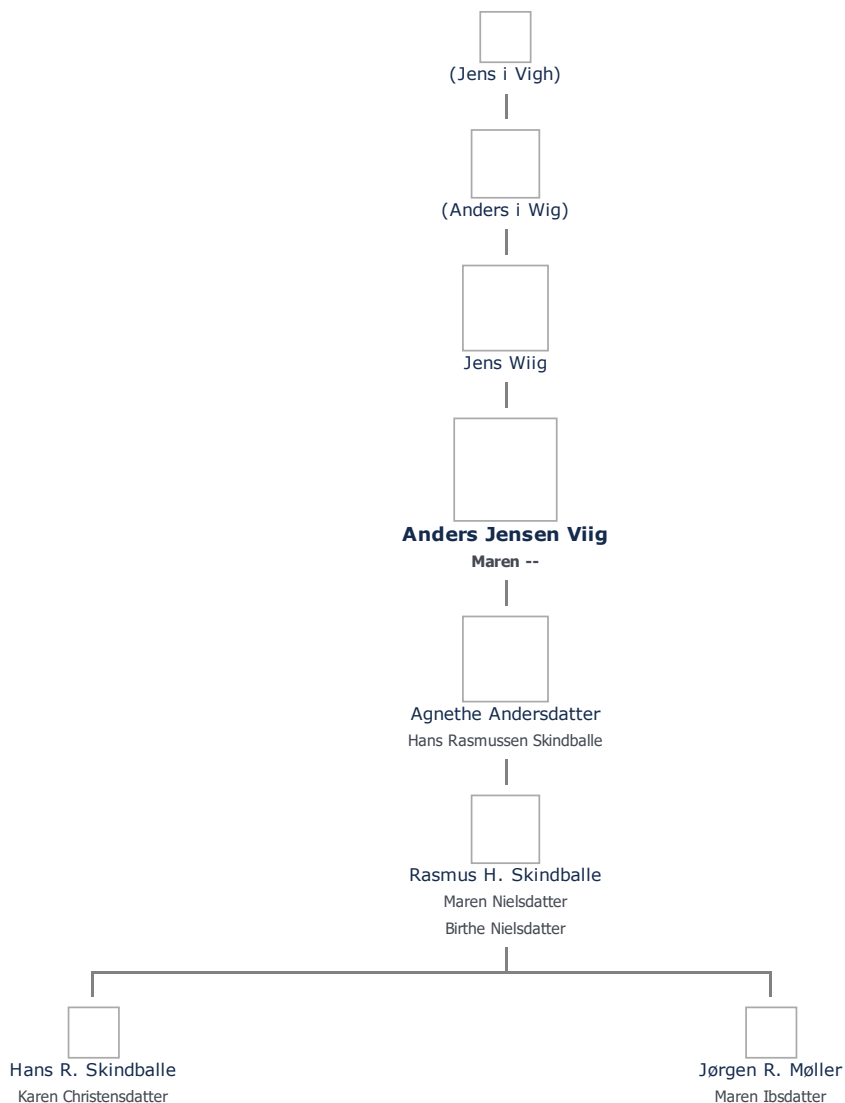 (Jens i Vigh)
(Anders i Wig)
Jens Wiig
Anders Jensen Viig
Maren --
Agnethe Andersdatter
Hans Rasmussen Skindballe
Rasmus H. Skindballe
Maren Nielsdatter
Birthe Nielsdatter
Hans R. Skindballe
Karen Christensdatter
Jørgen R. Møller
Maren Ibsdatter